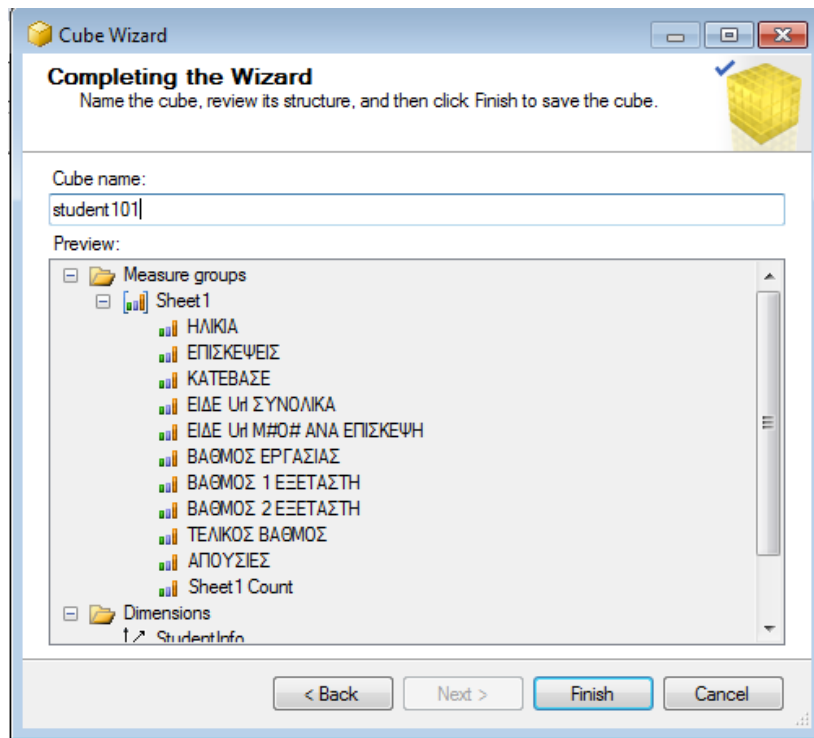 Cube Wizard
Completing the Wizard
Name the cube, review its structure, and then click Finish to save the cube.
Cube name:
student101
Preview:
Measure groups
Sheet1
ΗΛΙΚΙΑ
ΕΠΙΣΚΕΨΕΙΣ
ΚΑΤΕΒΑΣΕ
ΕΙΔΕ Url ΣΥΝΟΛΙΚΑ
ΕΙΔΕ Url Μ#Ο# ΑΝΑ ΕΠΙΣΚΕΨΗ
ΒΑΘΜΟΣ ΕΡΓΑΣΙΑΣ
ΒΑΘΜΟΣ 1 ΕΞΕΤΑΣΤΗ
ΒΑΘΜΟΣ 2 ΕΞΕΤΑΣΤΗ
ΤΕΛΙΚΟΣ ΒΑΘΜΟΣ
ΑΠΟΥΣΙΕΣ
Sheet1 Count
Dimensions
StudentInfo
< Back Next > Finish Cancel